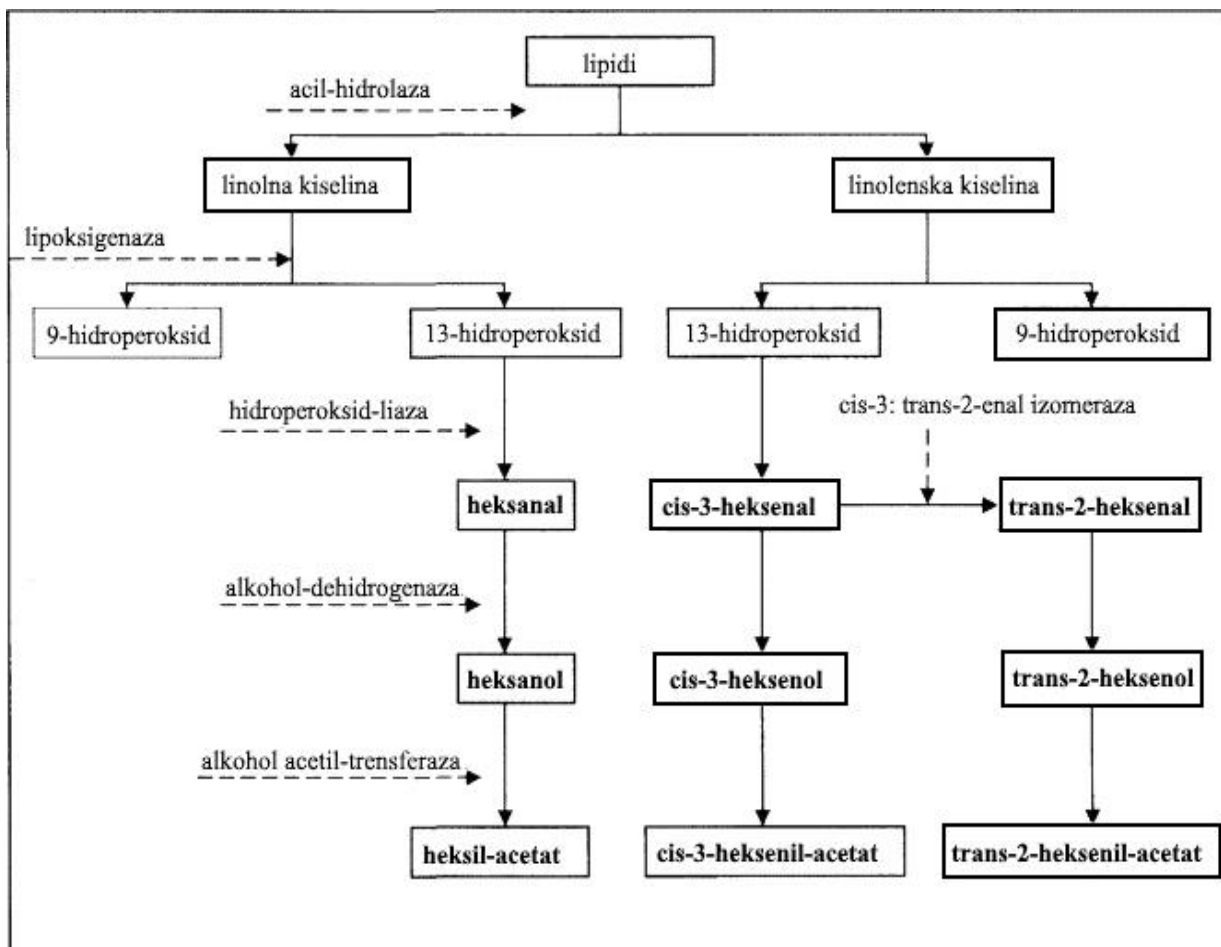 lipidi
acil-hidrolaza
linolna kiselina
linolenska kiselina
lipoksigenaza
9-hidroperoksid
13-hidroperoksid
13-hidroperoksid
9-hidroperoksid
hidroperoksid-liaza
cis-3: trans-2-enal izomeraza
heksanal
cis-3-heksenal
trans-2-heksenal
alkohol-dehidrogenaza
heksanol
cis-3-heksenol
trans-2-heksenol
alkohol acetil-trensferaza
heksil-acetat
cis-3-heksenil-acetat
trans-2-heksenil-acetat